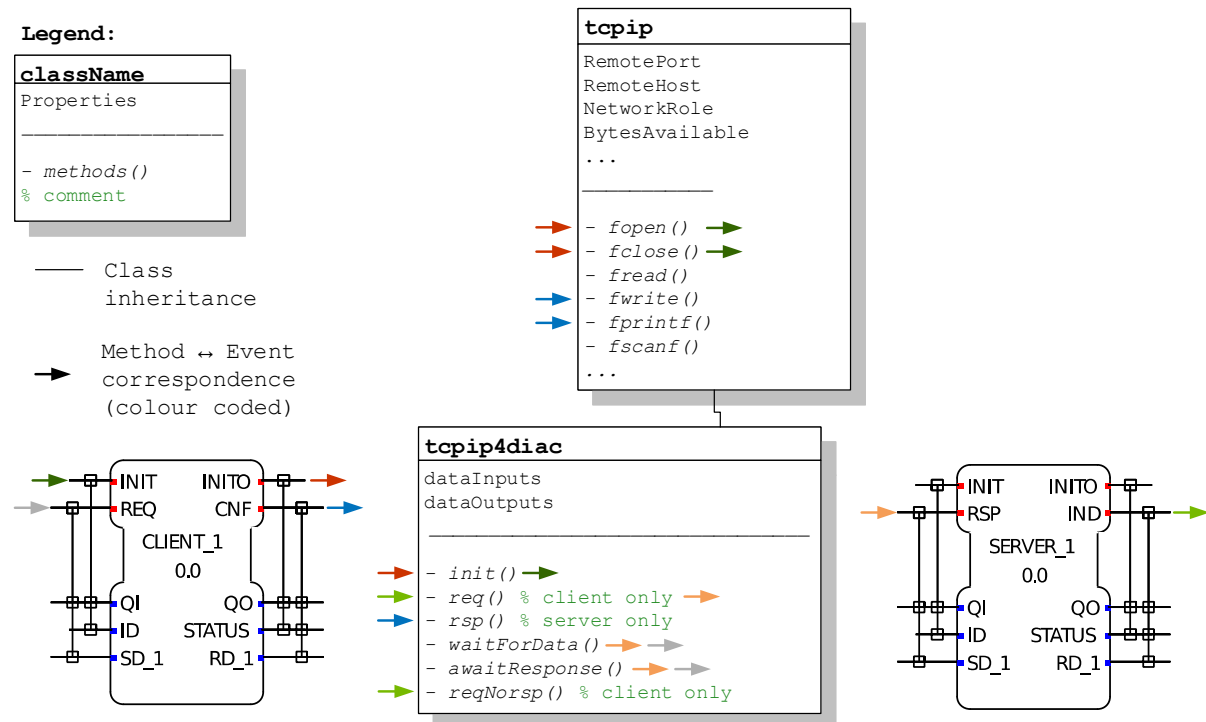 Legend:
className
Properties
- methods()
% comment
Class
inheritance
Method ↔ Event
correspondence
(colour coded)
tcpip
RemotePort
RemoteHost
NetworkRole
BytesAvailable
...
- fopen()
- fclose()
- fread()
- fwrite()
- fprintf()
- fscanf()
...
tcpip4diac
dataInputs
dataOutputs
- init()
- req() % client only
- rsp() % server only
- waitForData()
- awaitResponse()
- reqNorsp() % client only
INIT INITO
REQ CNF
CLIENT_1
0.0
QI QO
ID STATUS
SD_1 RD_1
INIT INITO
RSP IND
SERVER_1
0.0
QI QO
ID STATUS
SD_1 RD_1